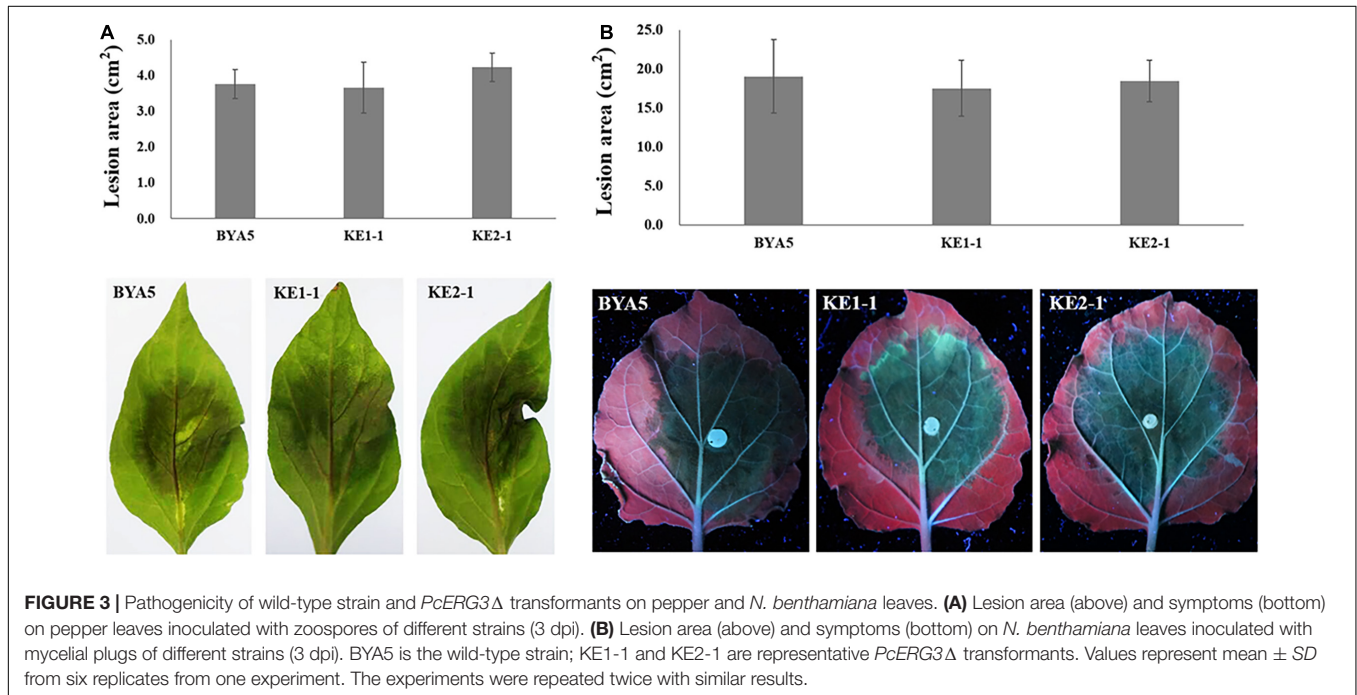 A
Lesion area (cm²)
5.0
4.0
3.0
2.0
1.0
0.0
BYA5 KE1-1 KE2-1
B
Lesion area (cm²)
25.0
20.0
15.0
10.0
5.0
0.0
BYA5 KE1-1 KE2-1
BYA5 KE1-1 KE2-1
BYA5 KE1-1 KE2-1
FIGURE 3 | Pathogenicity of wild-type strain and PcERG3Δ transformants on pepper and N. benthamiana leaves. (A) Lesion area (above) and symptoms (bottom)
on pepper leaves inoculated with zoospores of different strains (3 dpi). (B) Lesion area (above) and symptoms (bottom) on N. benthamiana leaves inoculated with
mycelial plugs of different strains (3 dpi). BYA5 is the wild-type strain; KE1-1 and KE2-1 are representative PcERG3Δ transformants. Values represent mean ± SD
from six replicates from one experiment. The experiments were repeated twice with similar results.